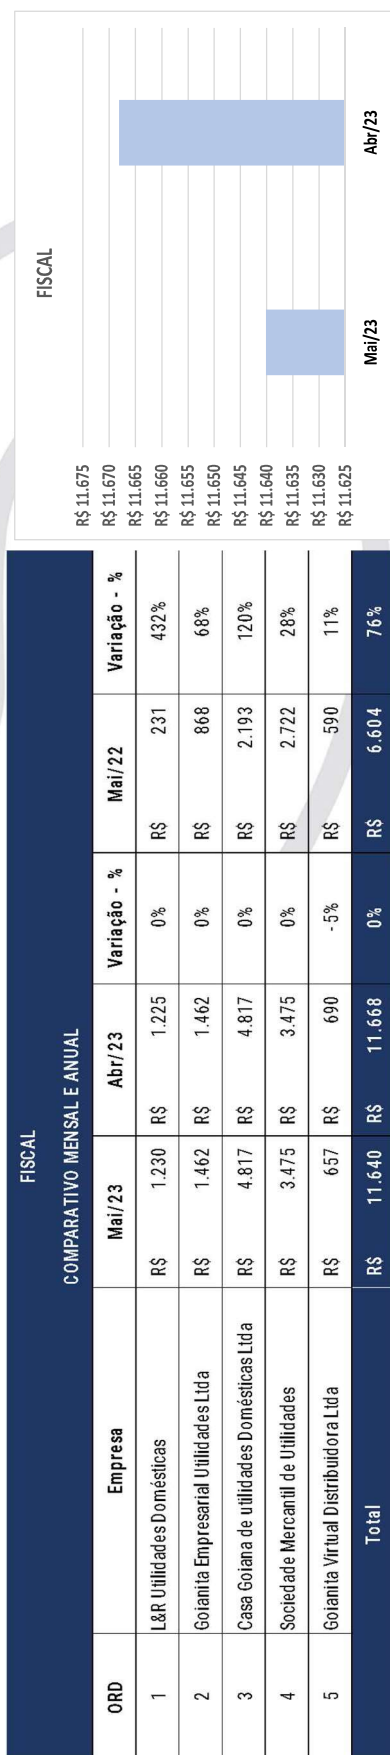 FISCAL
COMPARATIVO MENSAL E ANUAL
ORD Empresa Mai/23 Abr/23 Variação - % Mai/22 Variação - %
1 L&R Utilidades Domésticas R$ 1.230 R$ 1.225 0% R$ 231 432%
2 Goianita Empresarial Utilidades Ltda R$ 1.462 R$ 1.462 0% R$ 868 68%
3 Casa Goiana de utilidades Domésticas Ltda R$ 4.817 R$ 4.817 0% R$ 2.193 120%
4 Sociedade Mercantil de Utilidades R$ 3.475 R$ 3.475 0% R$ 2.722 28%
5 Goianita Virtual Distribuidora Ltda R$ 657 R$ 690 -5% R$ 590 11%
Total R$ 11.640 R$ 11.668 0% R$ 6.604 76%
FISCAL
R$ 11.675
R$ 11.670
R$ 11.665
R$ 11.660
R$ 11.655
R$ 11.650
R$ 11.645
R$ 11.640
R$ 11.635
R$ 11.630
R$ 11.625
Mai/23 Abr/23